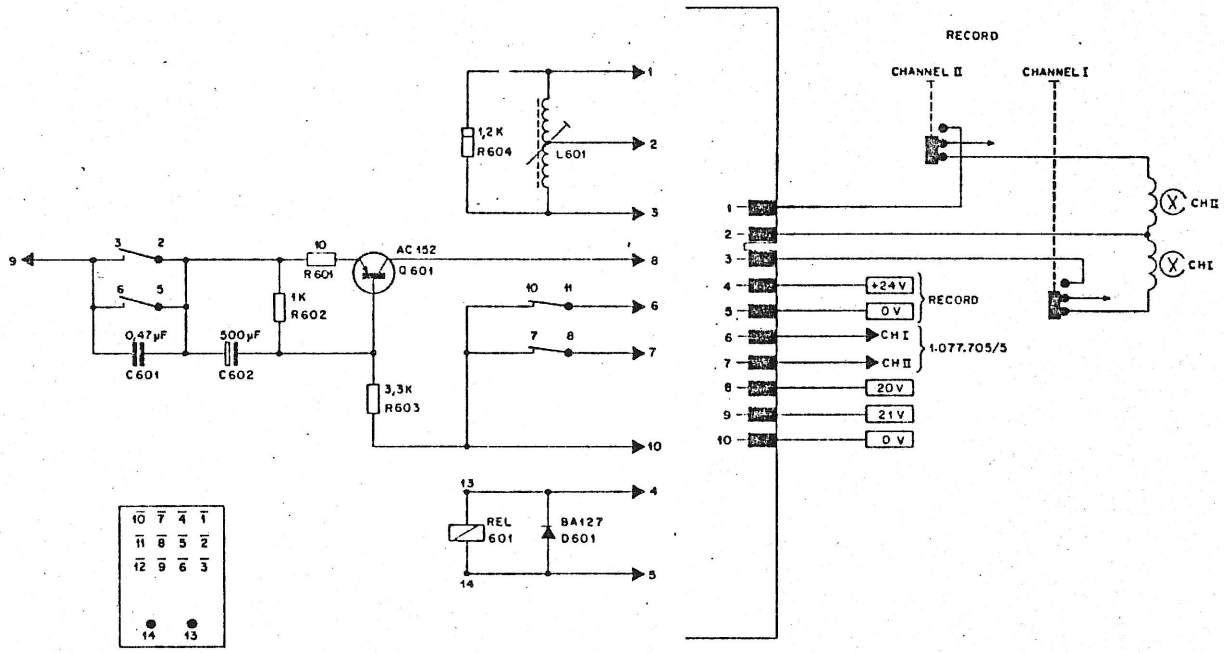 RECORD
CHANNEL II
CHANNEL I
1
1,2K
R604
L601
2
3
1
CH II
2
3
CH I
9
3
2
10
R601
AC 152
Q601
8
6
5
1K
R602
10
11
6
4
+24V
5
0V
RECORD
0,47µF
C601
500µF
C602
7
8
7
6
CH I
7
CH II
1.077.705/5
3,3K
R603
10
8
20V
9
21V
10
0V
13
4
REL
601
BA127
D601
14
5
10 7 4 1
11 8 5 2
12 9 6 3
14 13